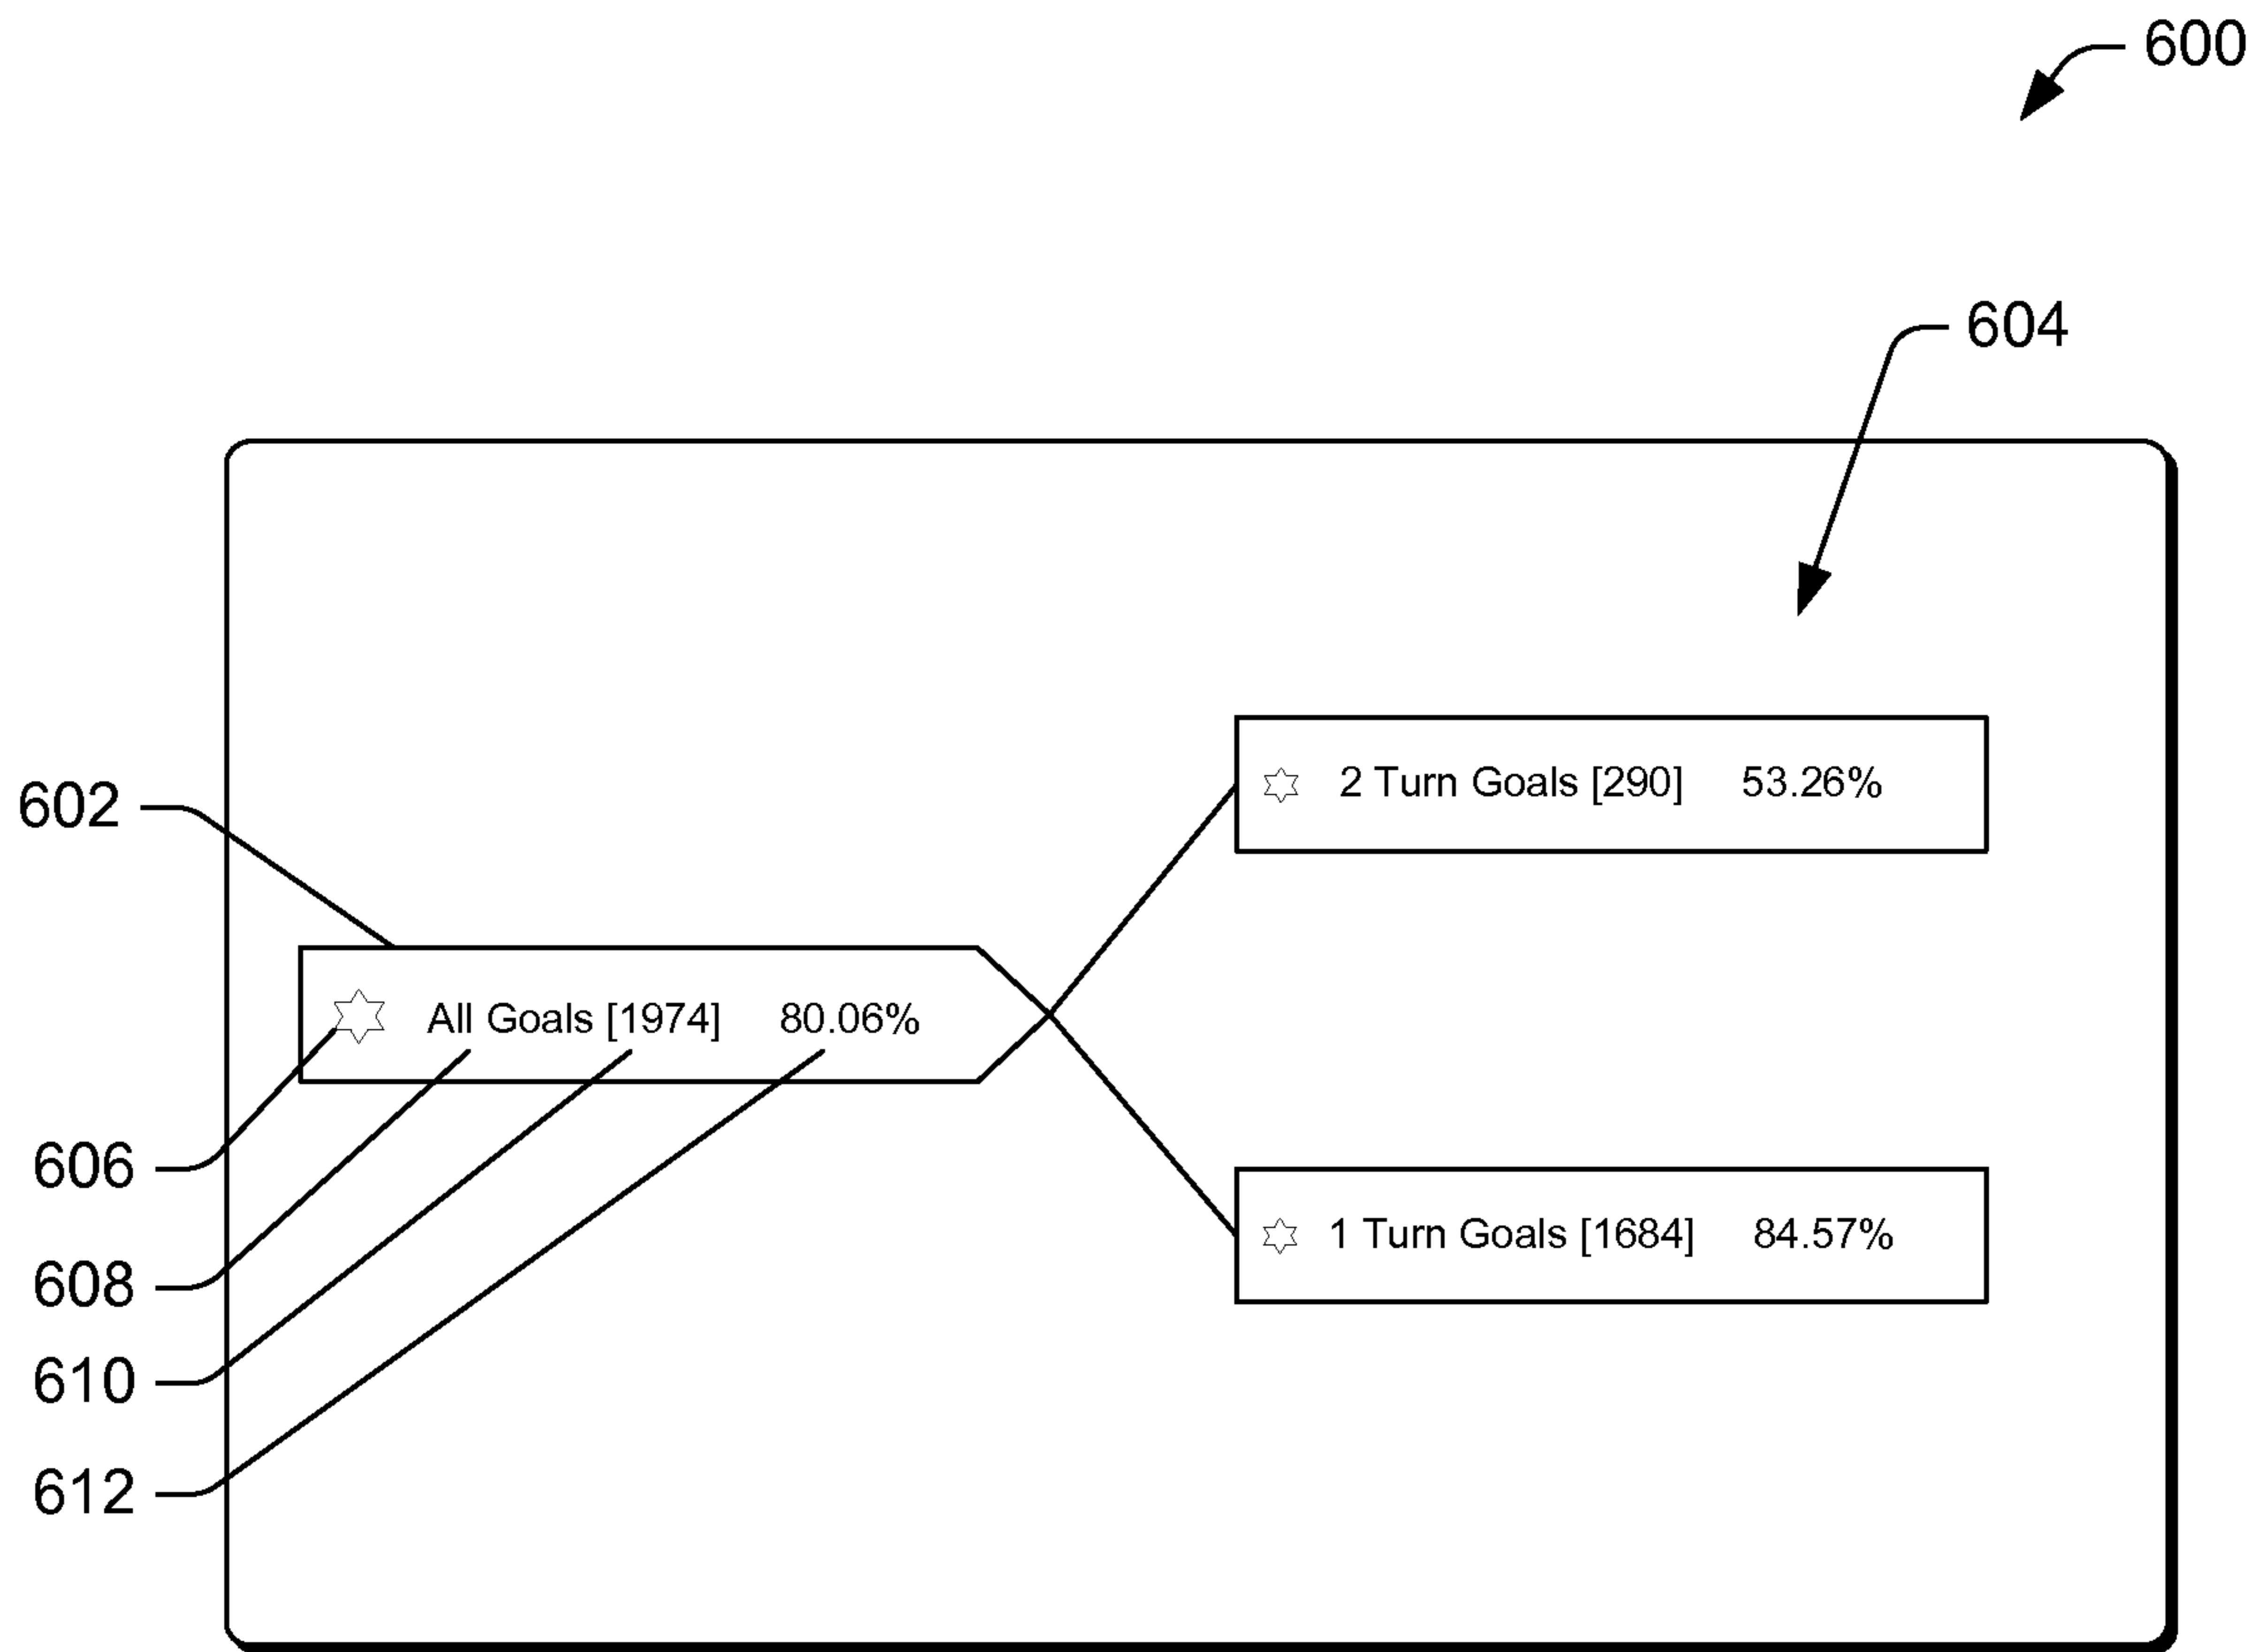 600
604
2 Turn Goals [290] 53.26%
602
All Goals [1974] 80.06%
606
1 Turn Goals [1684] 84.57%
608
610
612